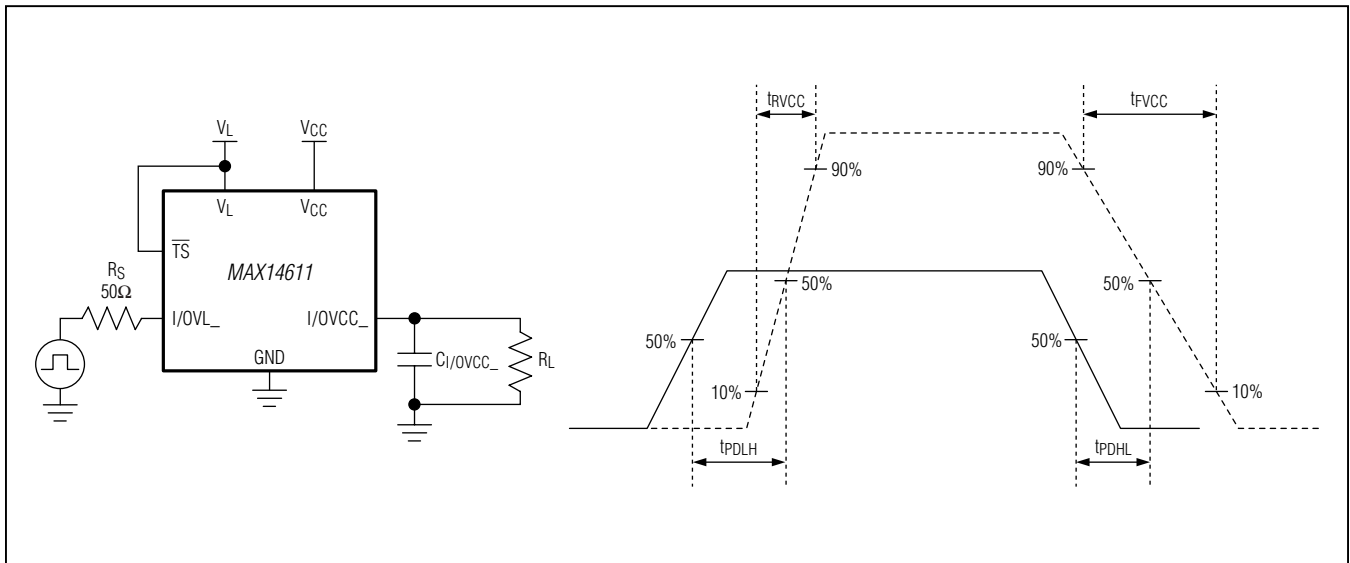 VL VCC
VL VCC
TS
MAX14611
RS
50Ω
I/OVL_ I/OVCC_
GND
CI/OVCC_ RL
tRVCC tFVCC
90% 90%
50% 50%
50% 50%
10% 10%
tPDLH tPDHL